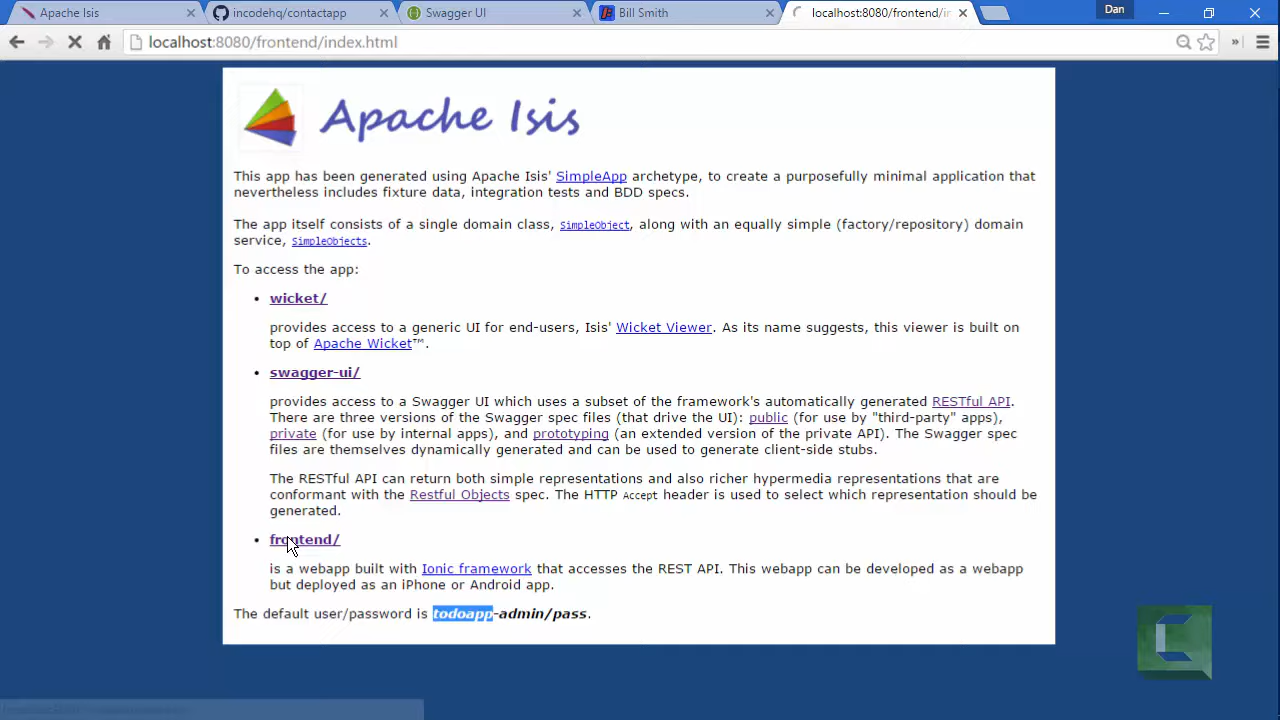 Apache Isis
incodehq/contactapp
Swagger UI
Bill Smith
localhost:8080/frontend/i
Dan
localhost:8080/frontend/index.html
Apache Isis
This app has been generated using Apache Isis' SimpleApp archetype, to create a purposefully minimal application that
nevertheless includes fixture data, integration tests and BDD specs.
The app itself consists of a single domain class, SimpleObject, along with an equally simple (factory/repository) domain
service, SimpleObjects.
To access the app:
• wicket/
provides access to a generic UI for end-users, Isis' Wicket Viewer. As its name suggests, this viewer is built on
top of Apache Wicket™.
• swagger-ui/
provides access to a Swagger UI which uses a subset of the framework's automatically generated RESTful API.
There are three versions of the Swagger spec files (that drive the UI): public (for use by "third-party" apps),
private (for use by internal apps), and prototyping (an extended version of the private API). The Swagger spec
files are themselves dynamically generated and can be used to generate client-side stubs.
The RESTful API can return both simple representations and also richer hypermedia representations that are
conformant with the Restful Objects spec. The HTTP Accept header is used to select which representation should be
generated.
• frontend/
is a webapp built with Ionic framework that accesses the REST API. This webapp can be developed as a webapp
but deployed as an iPhone or Android app.
The default user/password is todoapp-admin/pass.